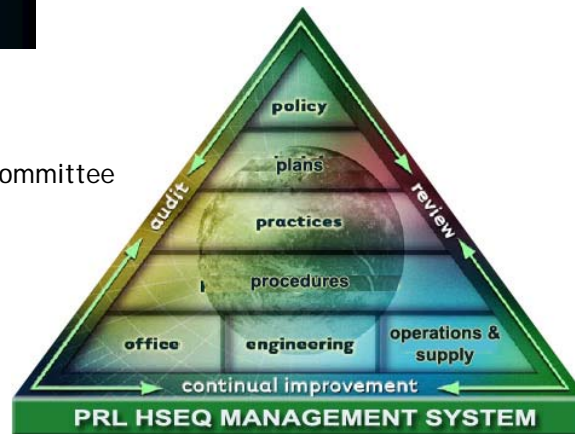 policy
plans
ommittee
audit
review
practices
procedures
office
engineering
operations &
supply
continual improvement
PRL HSEQ MANAGEMENT SYSTEM